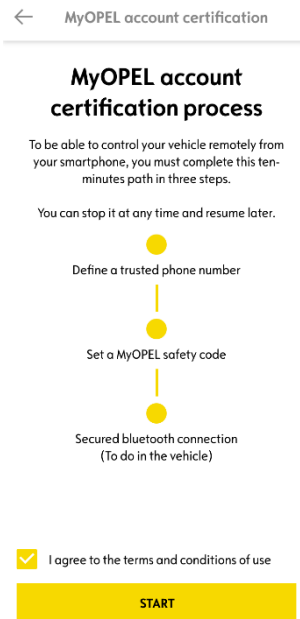 MyOPEL account certification
MyOPEL account
certification process
To be able to control your vehicle remotely from
your smartphone, you must complete this ten-
minutes path in three steps.
You can stop it at any time and resume later.
Define a trusted phone number
Set a MyOPEL safety code
Secured bluetooth connection
(To do in the vehicle)
I agree to the terms and conditions of use
START